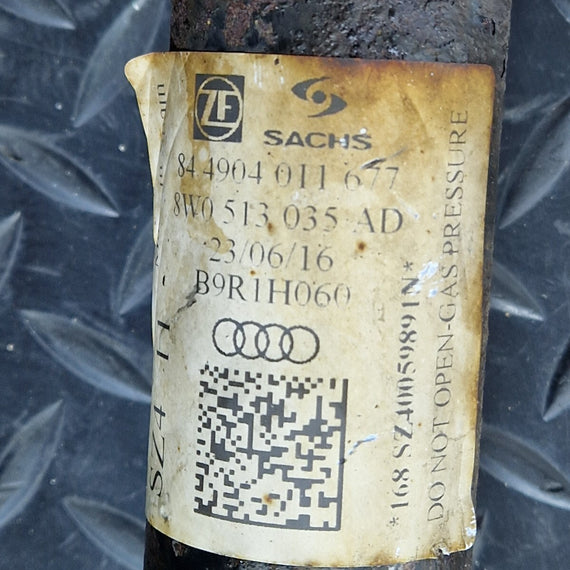 ZF
SACHS
84 4904 011 677
8W0 513 035 AD
23/06/16
B9R1H060
*168 SZ40059891N*
DO NOT OPEN-GAS PRESSURE